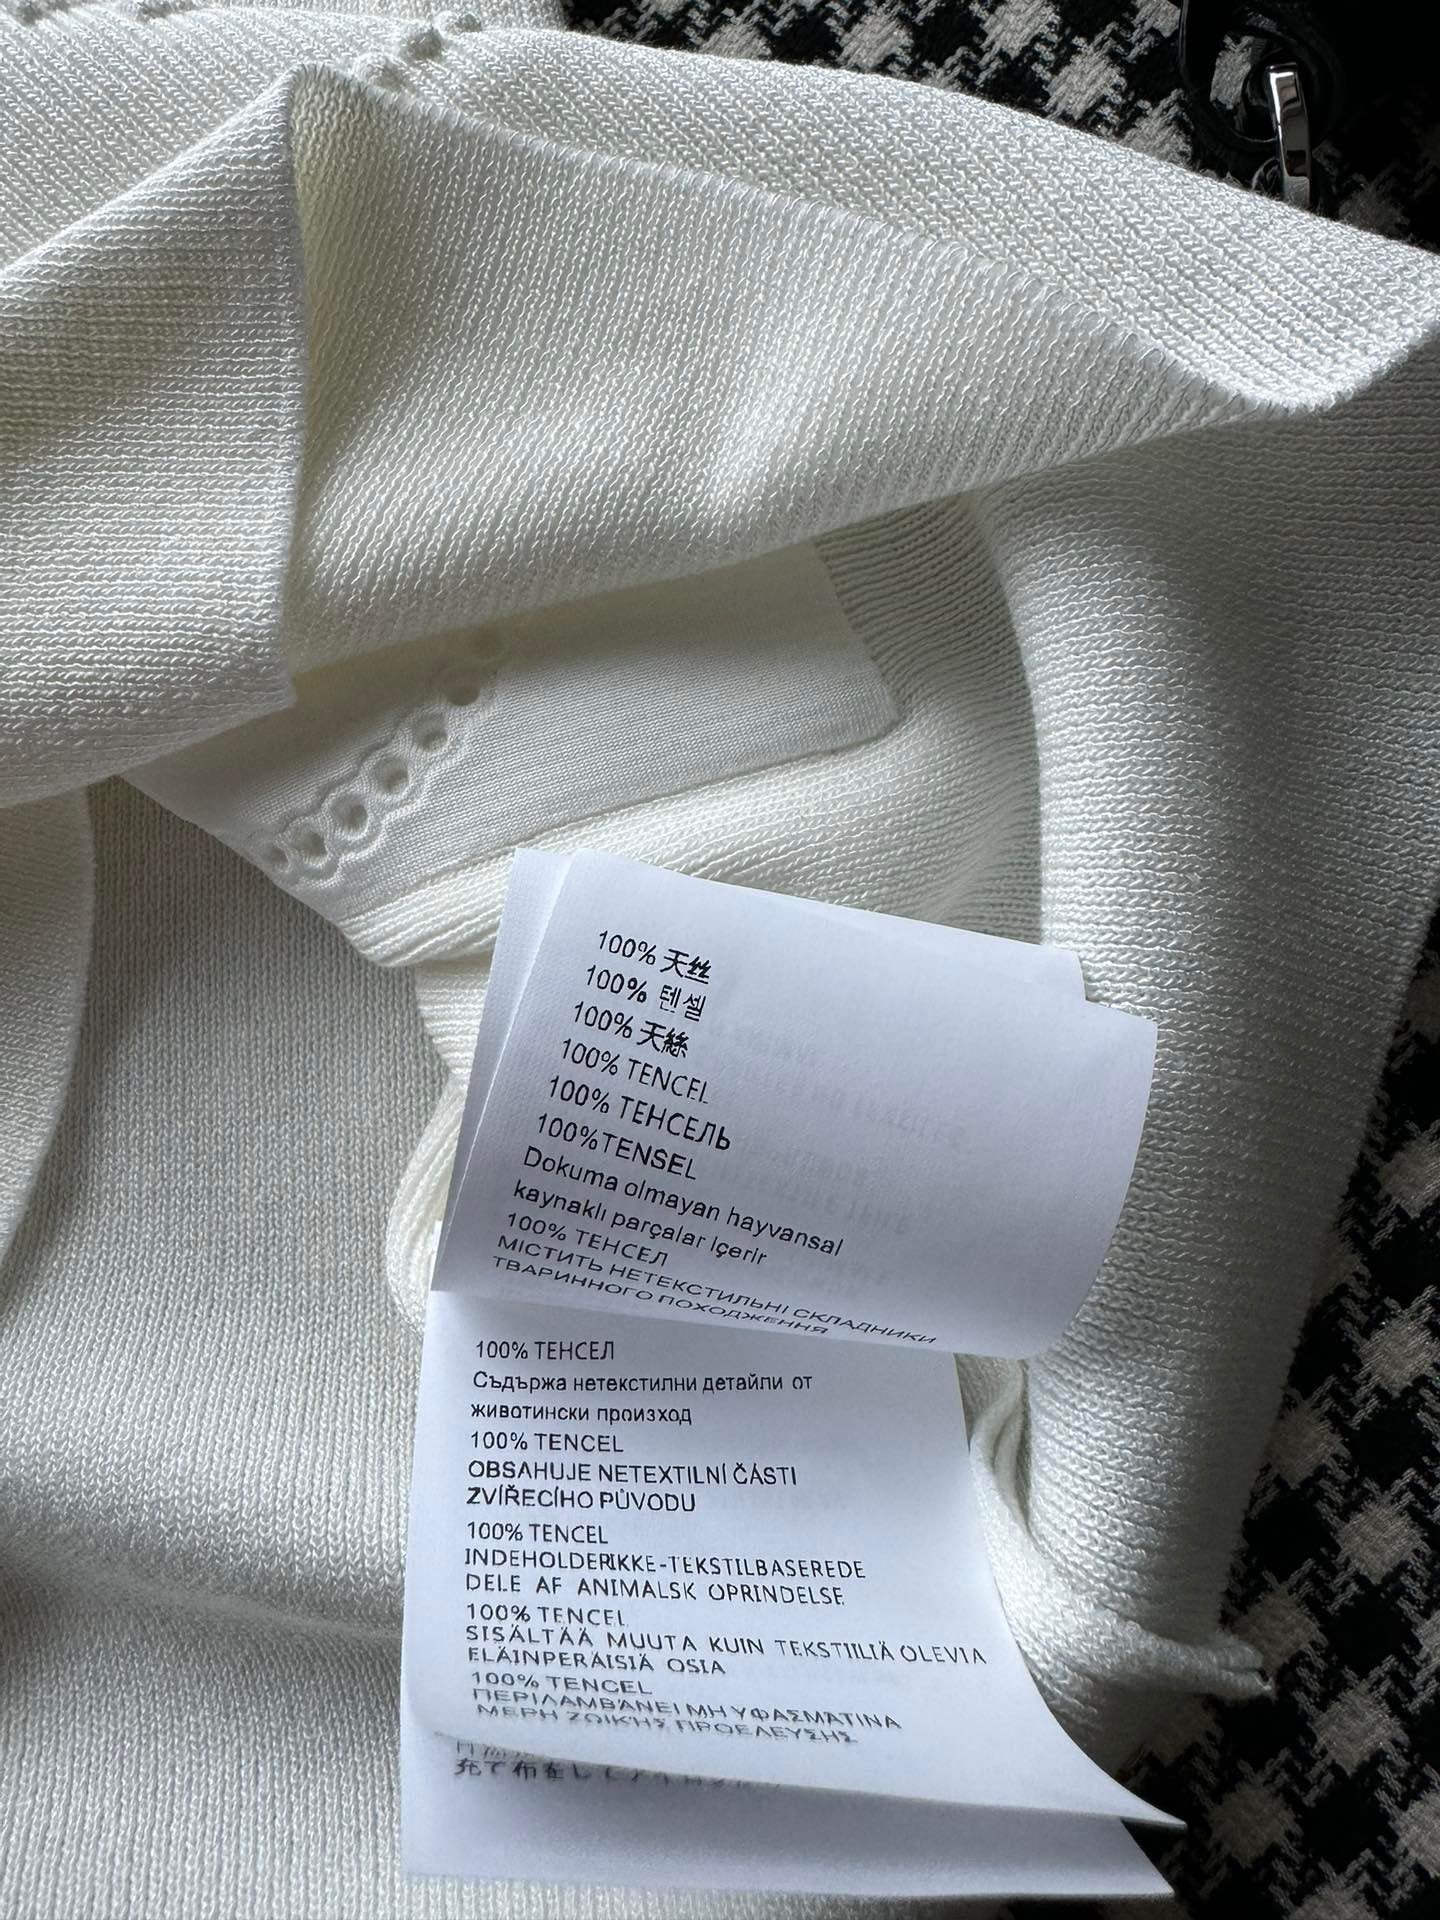 100% 天丝
100% 텐셀
100% 天絲
100% TENCEL
100% ТЕНСЕЛЬ
100%TENSEL
Dokuma olmayan hayvansal
kaynaklı parçalar Içerir
100% ТЕНСЕЛ
МІСТИТЬ НЕТЕКСТИЛЬНІ СКЛАДНИКИ
ТВАРИННОГО ПОХОДЖЕННЯ
100% ТЕНСЕЛ
Съдържа нетекстилни детайли от
животински произход
100% TENCEL
OBSAHUJE NETEXTILNÍ ČÁSTI
ZVÍŘECÍHO PŮVODU
100% TENCEL
INDEHOLDERIKKE-TEKSTILBASEREDE
DELE AF ANIMALSK OPRINDELSE
100% TENCEL
SISÄLTÄÄ MUUTA KUIN TEKSTIILIÄ OLEVIA
ELÄINPERÄISIÄ OSIA
100% TENCEL
ΠΕΡΙΛΑΜΒΑΝΕΙ ΜΗ ΥΦΑΣΜΑΤΙΝΑ
ΜΕΡΗ ΖΩΙΚΗΣ ΠΡΟΕΛΕΥΣΗΣ